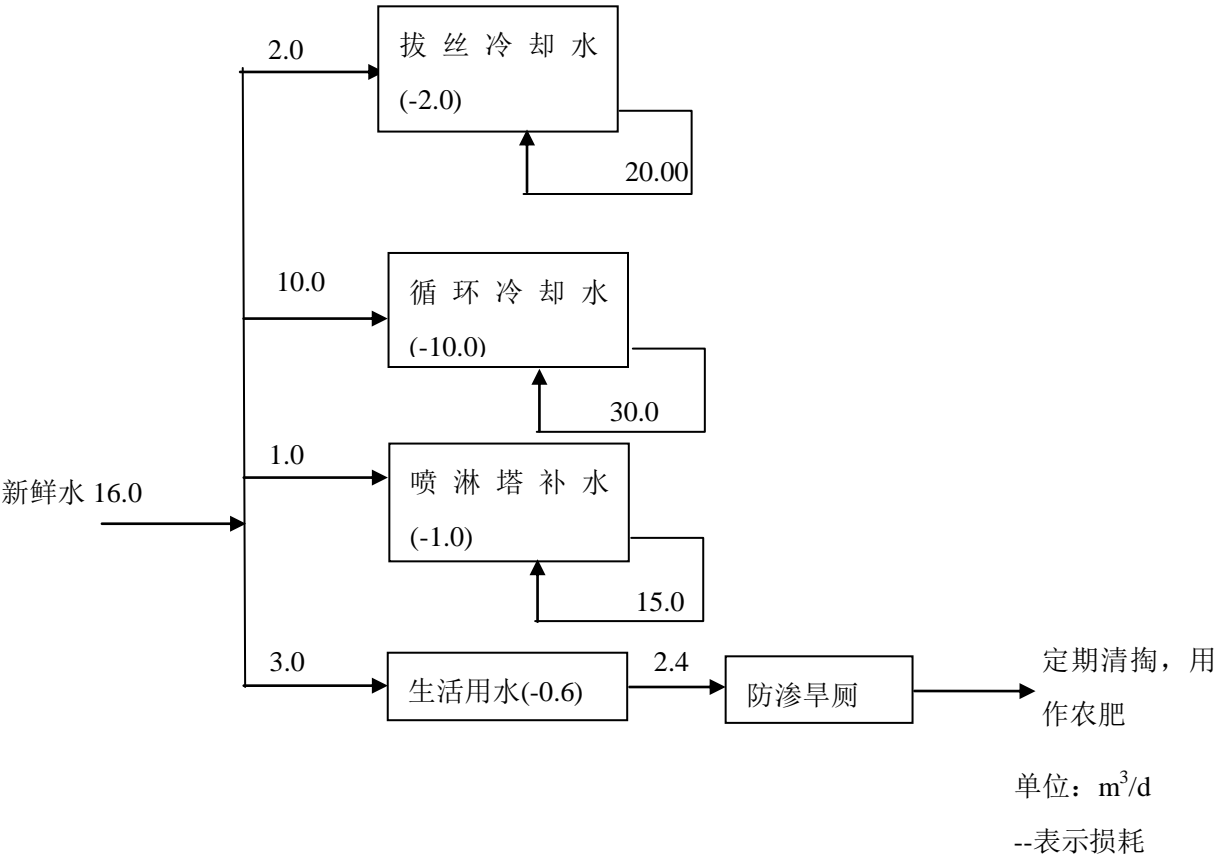 2.0
拔丝冷却水
(-2.0)
20.00
10.0
循环冷却水
(-10.0)
30.0
1.0
喷淋塔补水
(-1.0)
15.0
新鲜水 16.0
3.0
生活用水(-0.6)
2.4
防渗旱厕
定期清掏，用
作农肥
单位：m³/d
--表示损耗